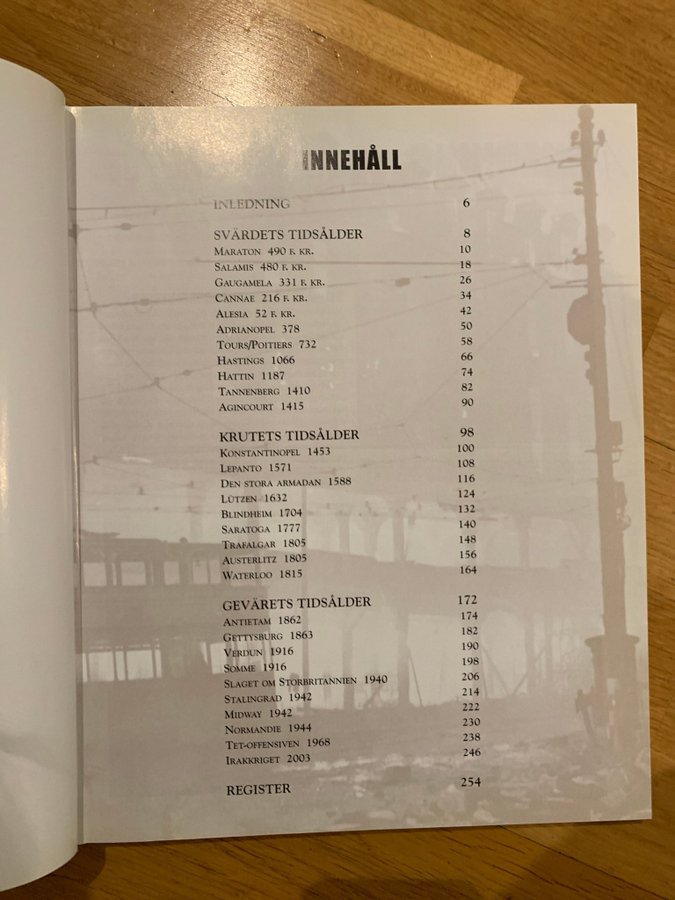 INNEHÅLL
INLEDNING 6
SVÄRDETS TIDSÅLDER 8
MARATON 490 F. KR. 10
SALAMIS 480 F. KR. 18
GAUGAMELA 331 F. KR. 26
CANNAE 216 F. KR. 34
ALESIA 52 F. KR. 42
ADRIANOPEL 378 50
TOURS/POITIERS 732 58
HASTINGS 1066 66
HATTIN 1187 74
TANNENBERG 1410 82
AGINCOURT 1415 90
KRUTETS TIDSÅLDER 98
KONSTANTINOPEL 1453 100
LEPANTO 1571 108
DEN STORA ARMADAN 1588 116
LÜTZEN 1632 124
BLINDHEIM 1704 132
SARATOGA 1777 140
TRAFALGAR 1805 148
AUSTERLITZ 1805 156
WATERLOO 1815 164
GEVÄRETS TIDSÅLDER 172
ANTIETAM 1862 174
GETTYSBURG 1863 182
VERDUN 1916 190
SOMME 1916 198
SLAGET OM STORBRITANNIEN 1940 206
STALINGRAD 1942 214
MIDWAY 1942 222
NORMANDIE 1944 230
TET-OFFENSIVEN 1968 238
IRAKKRIGET 2003 246
REGISTER 254